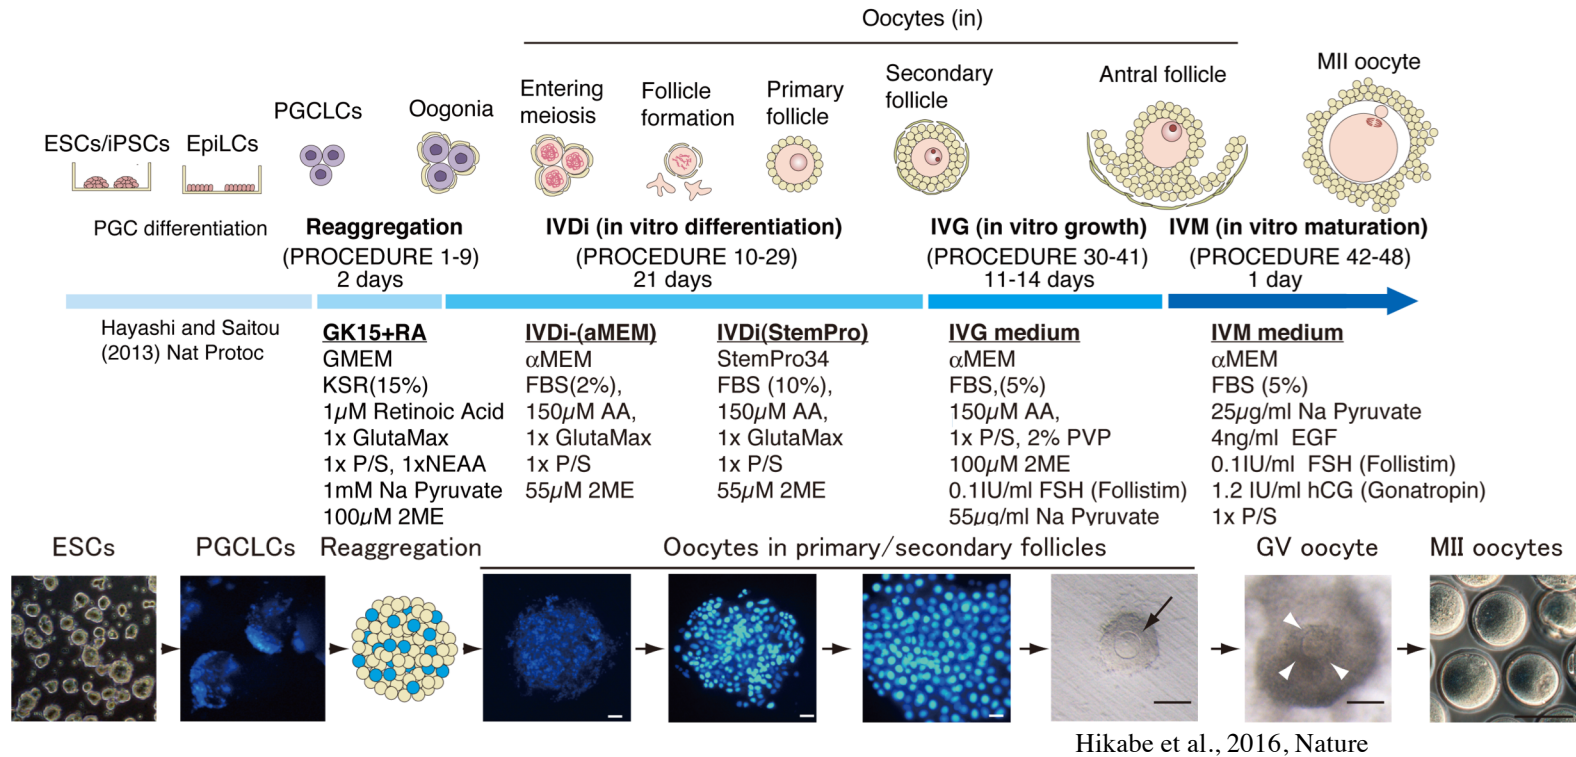 Oocytes (in)
ESCs/iPSCs
EpiLCs
PGCLCs
Oogonia
Entering
meiosis
Follicle
formation
Primary
follicle
Secondary
follicle
Antral follicle
MII oocyte
PGC differentiation
Reaggregation
(PROCEDURE 1-9)
2 days
IVDi (in vitro differentiation)
(PROCEDURE 10-29)
21 days
IVG (in vitro growth)
(PROCEDURE 30-41)
11-14 days
IVM (in vitro maturation)
(PROCEDURE 42-48)
1 day
Hayashi and Saitou
(2013) Nat Protoc
GK15+RA
GMEM
KSR(15%)
1µM Retinoic Acid
1x GlutaMax
1x P/S, 1xNEAA
1mM Na Pyruvate
100µM 2ME
IVDi-(aMEM)
αMEM
FBS(2%),
150µM AA,
1x GlutaMax
1x P/S
55µM 2ME
IVDi(StemPro)
StemPro34
FBS (10%),
150µM AA,
1x GlutaMax
1x P/S
55µM 2ME
IVG medium
αMEM
FBS,(5%)
150µM AA,
1x P/S, 2% PVP
100µM 2ME
0.1IU/ml FSH (Follistim)
55µg/ml Na Pyruvate
IVM medium
αMEM
FBS (5%)
25µg/ml Na Pyruvate
4ng/ml EGF
0.1IU/ml FSH (Follistim)
1.2 IU/ml hCG (Gonatropin)
1x P/S
ESCs
PGCLCs
Reaggregation
Oocytes in primary/secondary follicles
GV oocyte
MII oocytes
Hikabe et al., 2016, Nature